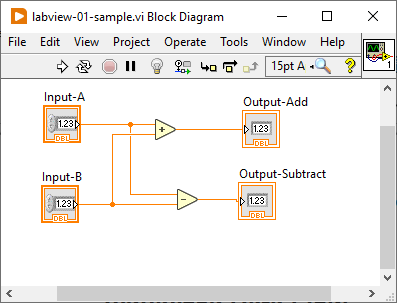 labview-01-sample.vi Block Diagram
File Edit View Project Operate Tools Window Help
15pt A
Input-A
1.23
DBL
+
Output-Add
1.23
DBL
Input-B
1.23
DBL
-
Output-Subtract
1.23
DBL